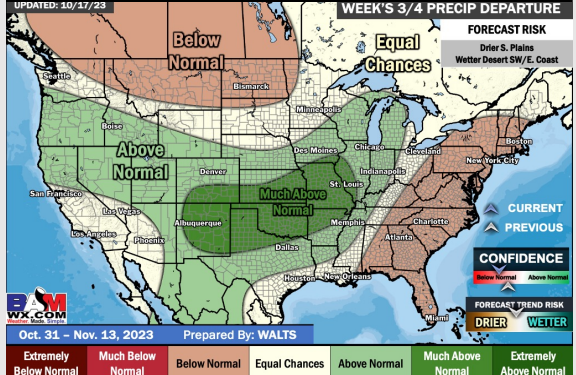 UPDATED: 10/17/23
WEEK'S 3/4 PRECIP DEPARTURE
FORECAST RISK
Drier S. Plains
Wetter Desert SW/E. Coast
Below
Normal
Equal
Chances
Seattle
Bismarck
Minneapolis
Boise
Above
Normal
Des Moines
Chicago
Cleveland
Boston
New York City
Denver
Indianapolis
St. Louis
Much Above
Normal
San Francisco
Las Vegas
Albuquerque
Memphis
Charlotte
Los Angeles
Phoenix
Dallas
Atlanta
Houston
New Orleans
Miami
CURRENT
PREVIOUS
CONFIDENCE
Below Normal
Above Normal
FORECAST TREND RISK
DRIER
WETTER
BAM
WX.COM
Weather. Made. Simple.
Oct. 31 – Nov. 13, 2023
Prepared By: WALTS
Extremely
Below Normal
Much Below
Normal
Below Normal
Equal Chances
Above Normal
Much Above
Normal
Extremely
Above Normal